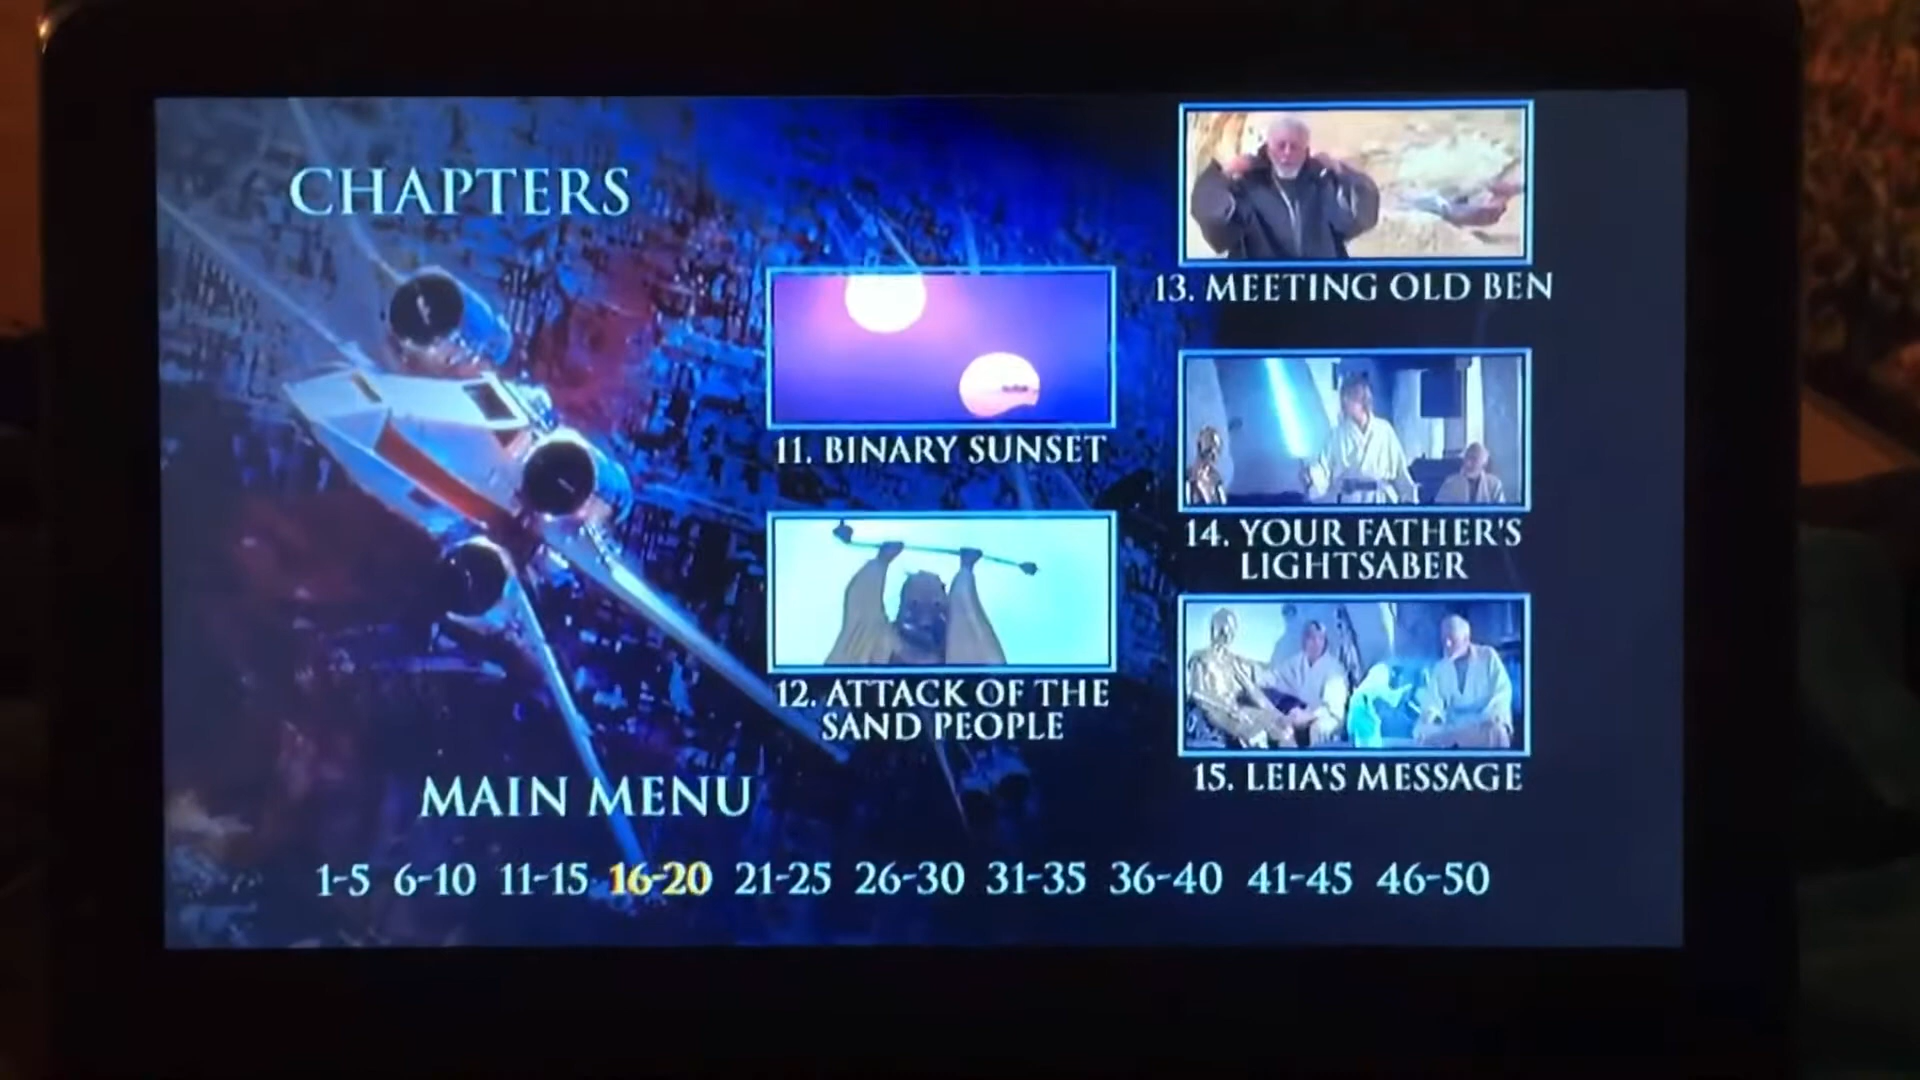 CHAPTERS
11. BINARY SUNSET
12. ATTACK OF THE
SAND PEOPLE
13. MEETING OLD BEN
14. YOUR FATHER'S
LIGHTSABER
15. LEIA'S MESSAGE
MAIN MENU
1-5 6-10 11-15 16-20 21-25 26-30 31-35 36-40 41-45 46-50